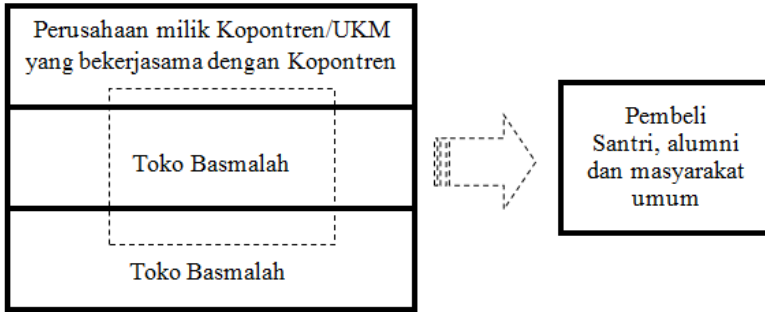 Perusahaan milik Kopontren/UKM
yang bekerjasama dengan Kopontren
Toko Basmalah
Toko Basmalah
Pembeli
Santri, alumni
dan masyarakat
umum